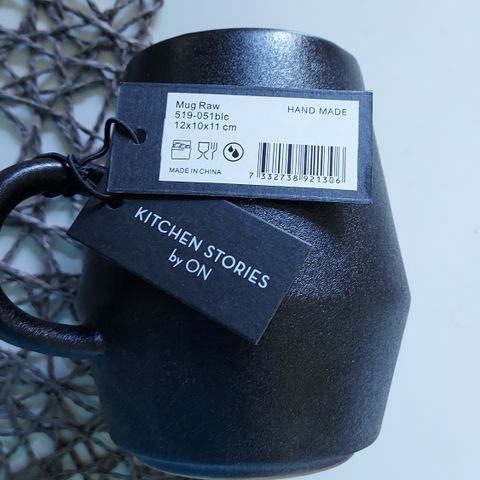 Mug Raw
519-051blc
12x10x11 cm
HAND MADE
MADE IN CHINA
7 332738 921306
KITCHEN STORIES
by ON